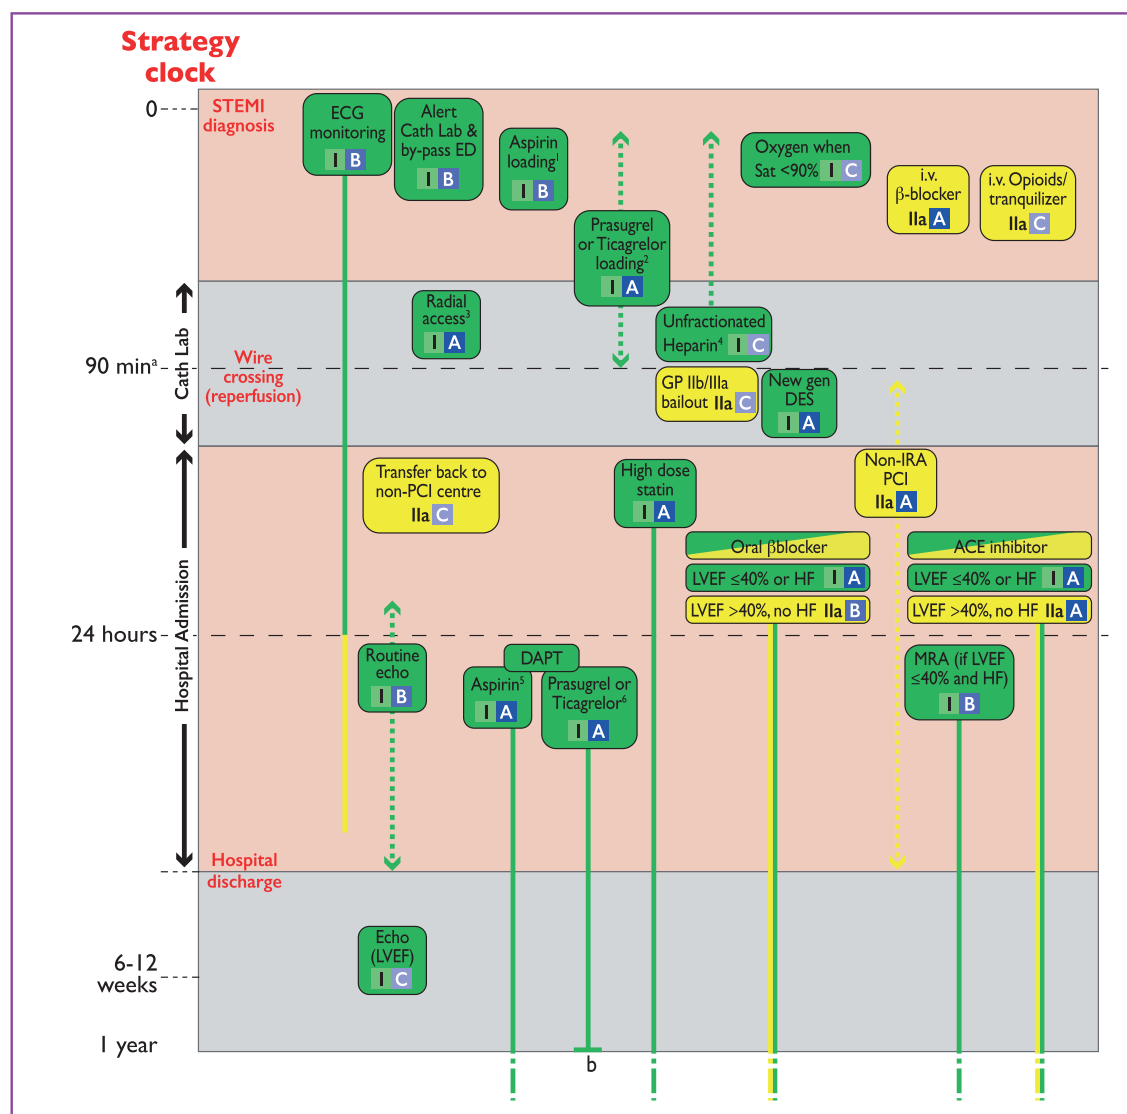 Strategy
clock
0
STEMI
diagnosis
ECG
monitoring
I B
Alert
Cath Lab &
by-pass ED
I B
Aspirin
loading¹
I B
Prasugrel
or Ticagrelor
loading²
I A
Oxygen when
Sat <90% I C
i.v.
β-blocker
IIa A
i.v. Opioids/
tranquilizer
IIa C
Cath Lab
Radial
access³
I A
Unfractionated
Heparin⁴ I C
90 minᵃ
Wire
crossing
(reperfusion)
GP IIb/IIIa
bailout IIa C
New gen
DES
I A
Hospital Admission
Transfer back to
non-PCI centre
IIa C
High dose
statin
I A
Non-IRA
PCI
IIa A
Oral βblocker
LVEF ≤40% or HF I A
LVEF >40%, no HF IIa B
ACE inhibitor
LVEF ≤40% or HF I A
LVEF >40%, no HF IIa A
24 hours
Routine
echo
I B
DAPT
Aspirin⁵
I A
Prasugrel or
Ticagrelor⁶
I A
MRA (if LVEF
≤40% and HF)
I B
Hospital
discharge
Echo
(LVEF)
I C
6-12
weeks
1 year
b